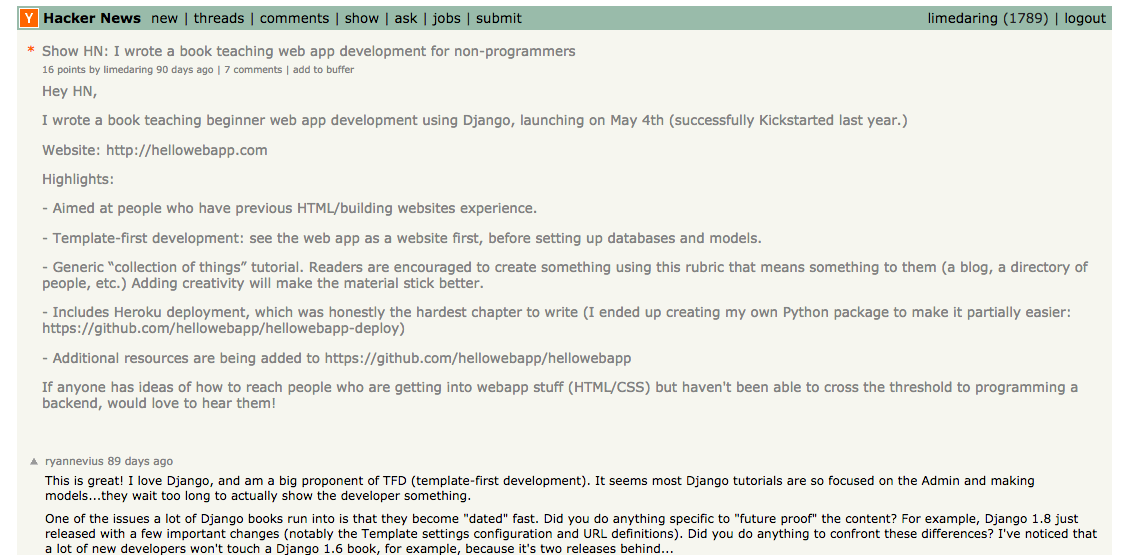 Y Hacker News new | threads | comments | show | ask | jobs | submit limedaring (1789) | logout
* Show HN: I wrote a book teaching web app development for non-programmers
16 points by limedaring 90 days ago | 7 comments | add to buffer
Hey HN,
I wrote a book teaching beginner web app development using Django, launching on May 4th (successfully Kickstarted last year.)
Website: http://hellowebapp.com
Highlights:
- Aimed at people who have previous HTML/building websites experience.
- Template-first development: see the web app as a website first, before setting up databases and models.
- Generic “collection of things” tutorial. Readers are encouraged to create something using this rubric that means something to them (a blog, a directory of
people, etc.) Adding creativity will make the material stick better.
- Includes Heroku deployment, which was honestly the hardest chapter to write (I ended up creating my own Python package to make it partially easier:
https://github.com/hellowebapp/hellowebapp-deploy)
- Additional resources are being added to https://github.com/hellowebapp/hellowebapp
If anyone has ideas of how to reach people who are getting into webapp stuff (HTML/CSS) but haven't been able to cross the threshold to programming a
backend, would love to hear them!
ryannevius 89 days ago
This is great! I love Django, and am a big proponent of TFD (template-first development). It seems most Django tutorials are so focused on the Admin and making
models...they wait too long to actually show the developer something.
One of the issues a lot of Django books run into is that they become "dated" fast. Did you do anything specific to "future proof" the content? For example, Django 1.8 just
released with a few important changes (notably the Template settings configuration and URL definitions). Did you do anything to confront these differences? I've noticed that
a lot of new developers won't touch a Django 1.6 book, for example, because it's two releases behind...